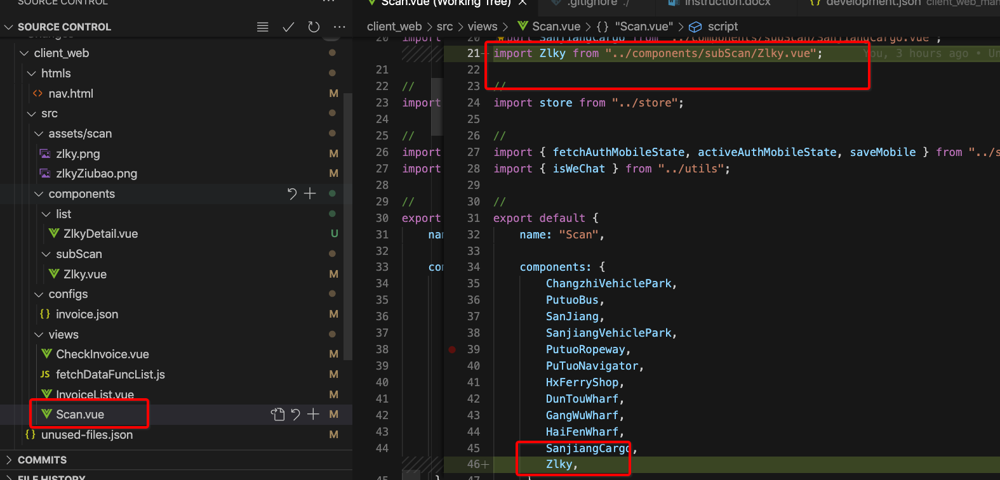 SOURCE CONTROL
SOURCE CONTROL
Changes
client_web
htmls
<> nav.html M
src
assets/scan
zlky.png M
zlkyZiubao.png M
components
list
ZlkyDetail.vue U
subScan
Zlky.vue M
configs
{} invoice.json M
views
CheckInvoice.vue M
JS fetchDataFuncList.js M
InvoiceList.vue M
Scan.vue M
{} unused-files.json M
COMMITS
FILE HISTORY
Scan.vue (Working Tree) .gitignore ./ instruction.docx {} development.json client_web_man
client_web > src > views > Scan.vue > {} "Scan.vue" > script
20 import 20 import SanjiangCargo from "../components/subScan/SanjiangCargo.vue";
21+ import Zlky from "../components/subScan/Zlky.vue"; You, 3 hours ago • Un
21 22
22 // 23 //
23 import 24 import store from "../store";
24 25
25 // 26 //
26 import 27 import { fetchAuthMobileState, activeAuthMobileState, saveMobile } from "../s
27 import 28 import { isWeChat } from "../utils";
28 29
29 // 30 //
30 export 31 export default {
31 nam 32 name: "Scan",
32 33
33 com 34 components: {
34 35 ChangzhiVehiclePark,
35 36 PutuoBus,
36 37 SanJiang,
37 38 SanjiangVehiclePark,
38 39 PutuoRopeway,
39 40 PuTuoNavigator,
40 41 HxFerryShop,
41 42 DunTouWharf,
42 43 GangWuWharf,
43 44 HaiFenWharf,
44 45 SanjiangCargo,
46+ Zlky,
45 } 47 }